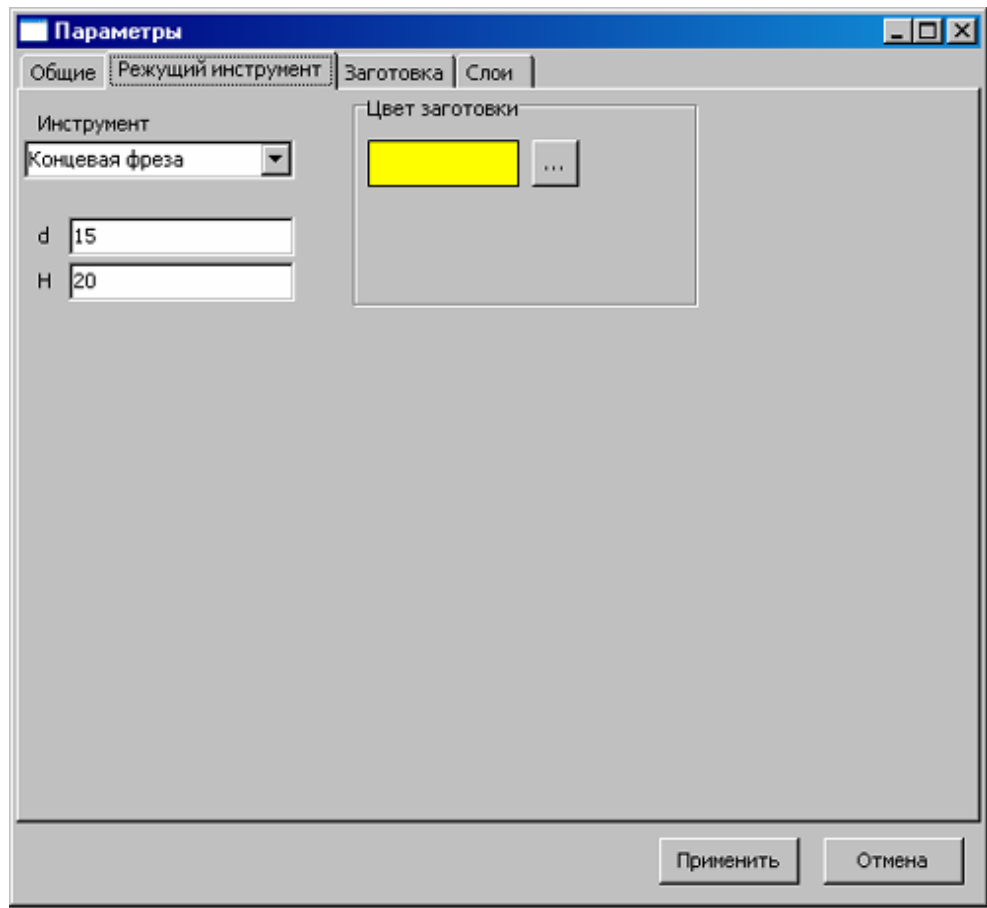 Параметры
Общие Режущий инструмент Заготовка Слои
Инструмент
Концевая фреза
d 15
H 20
Цвет заготовки
...
Применить Отмена